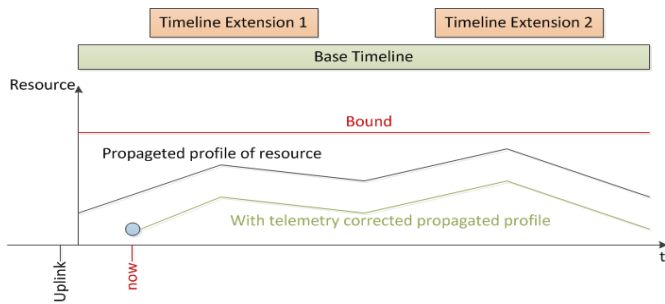 Timeline Extension 1
Timeline Extension 2
Base Timeline
Resource
Bound
Propageted profile of resource
With telemetry corrected propagated profile
t
Uplink
now